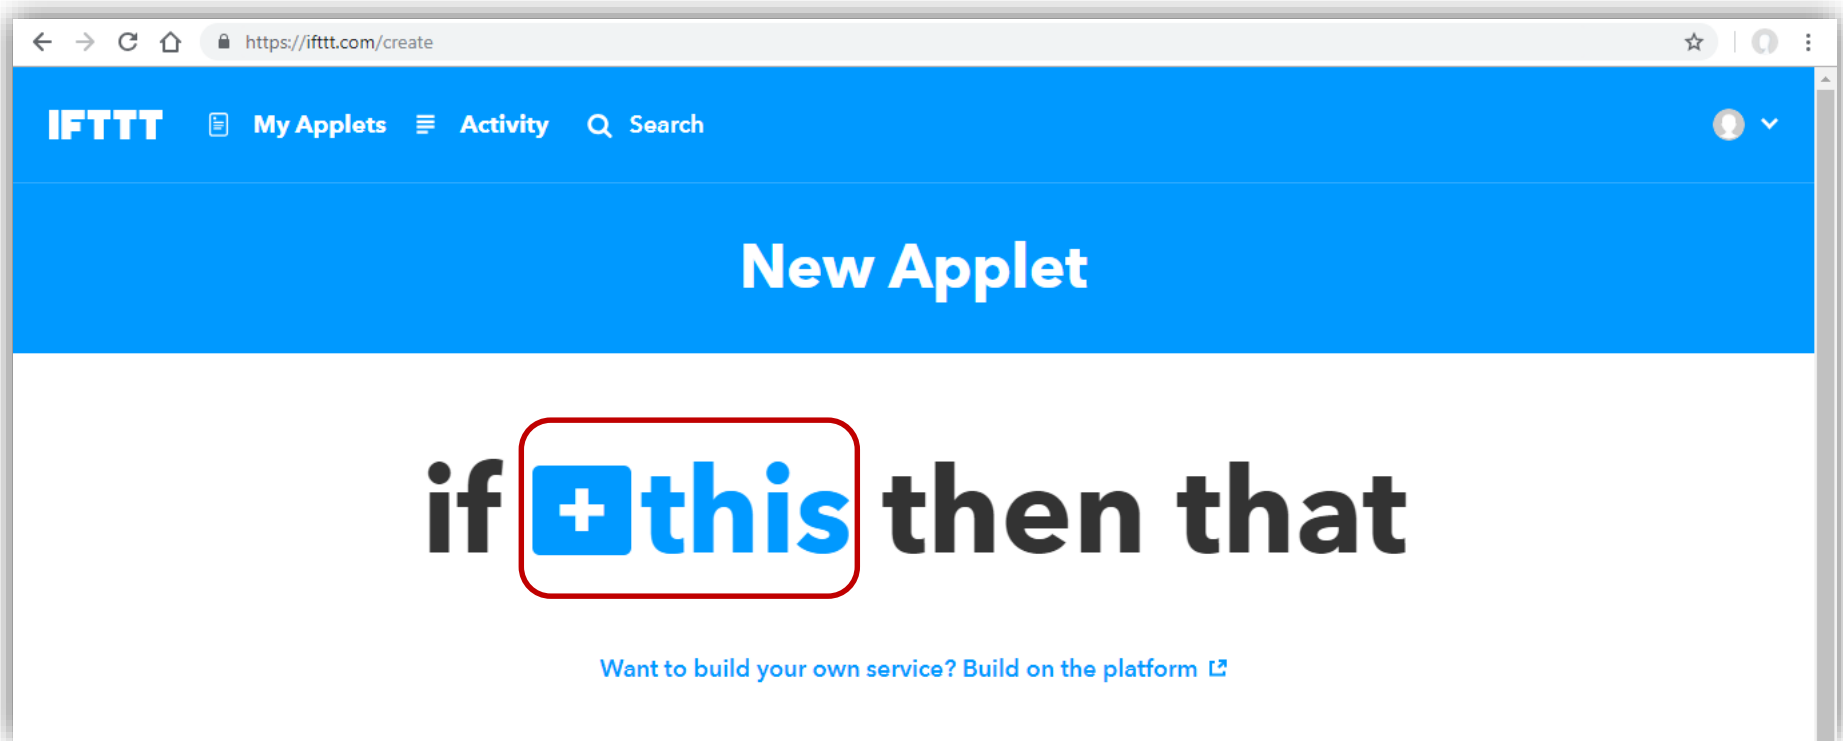 https://ifttt.com/create
IFTTT My Applets Activity Search
New Applet
if +this then that
Want to build your own service? Build on the platform